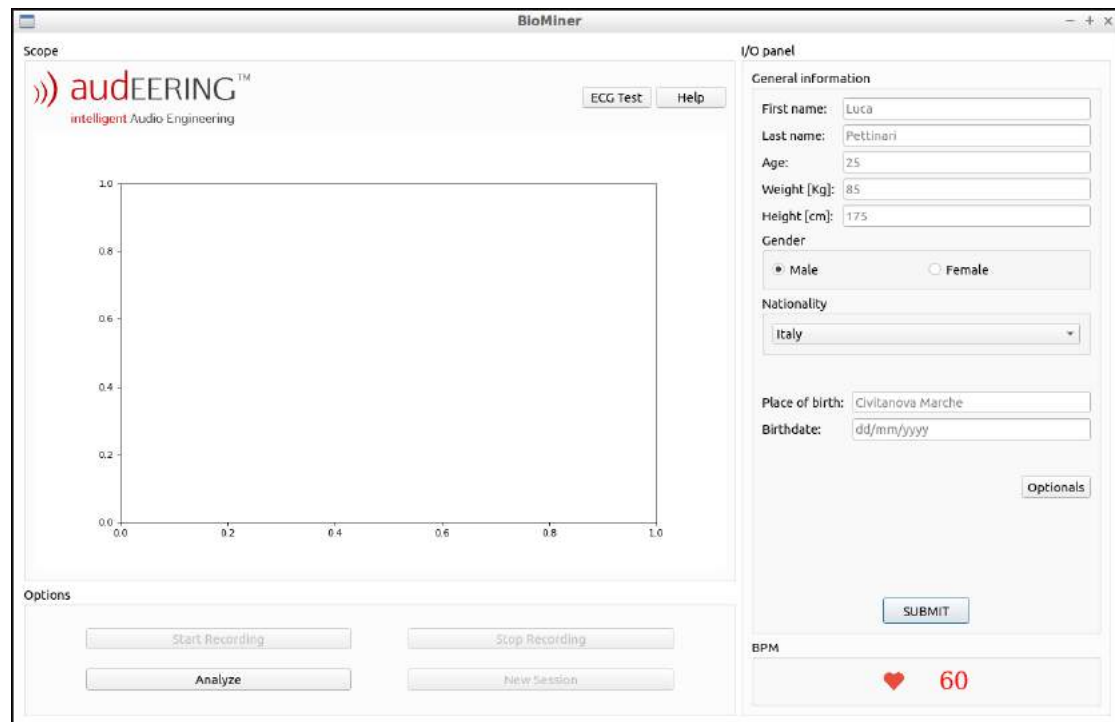 BioMiner
Scope
audEERING™
intelligent Audio Engineering
ECG Test
Help
1.0
0.8
0.6
0.4
0.2
0.0
0.0 0.2 0.4 0.6 0.8 1.0
Options
Start Recording
Stop Recording
Analyze
New Session
I/O panel
General information
First name: Luca
Last name: Pettinari
Age: 25
Weight [Kg]: 85
Height [cm]: 175
Gender
Male
Female
Nationality
Italy
Place of birth: Civitanova Marche
Birthdate: dd/mm/yyyy
Optionals
SUBMIT
BPM
60